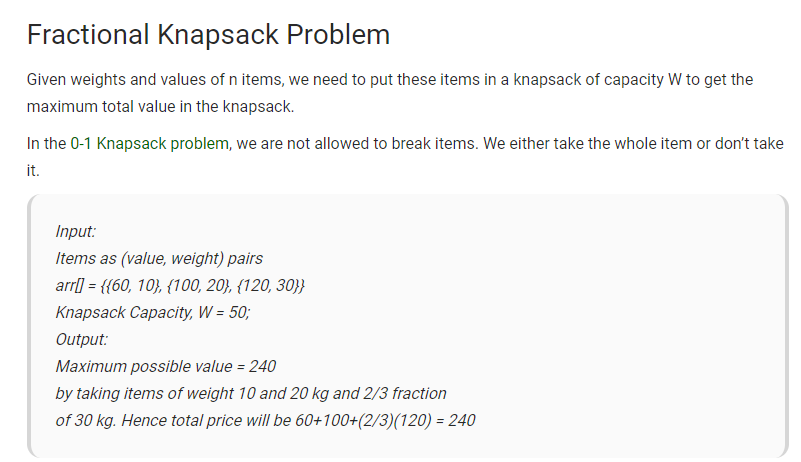 Fractional Knapsack Problem
Given weights and values of n items, we need to put these items in a knapsack of capacity W to get the
maximum total value in the knapsack.
In the 0-1 Knapsack problem, we are not allowed to break items. We either take the whole item or don't take
it.
Input:
Items as (value, weight) pairs
arr[] = {{60, 10}, {100, 20}, {120, 30}}
Knapsack Capacity, W = 50;
Output:
Maximum possible value = 240
by taking items of weight 10 and 20 kg and 2/3 fraction
of 30 kg. Hence total price will be 60+100+(2/3)(120) = 240